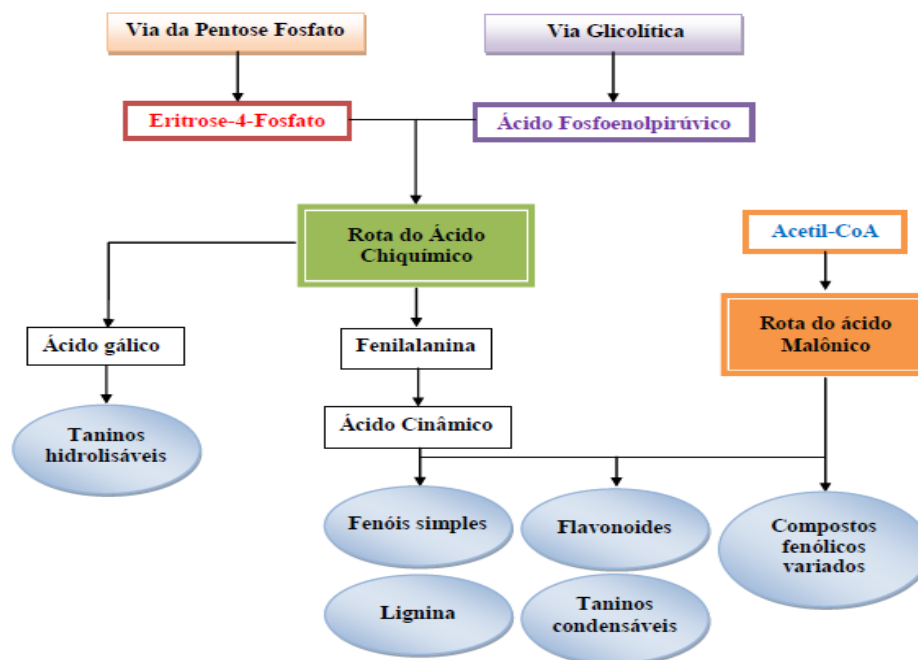 Via da Pentose Fosfato
Via Glicolítica
Eritrose-4-Fosfato
Ácido Fosfoenolpirúvico
Rota do Ácido
Chiquímico
Acetil-CoA
Rota do ácido
Malônico
Ácido gálico
Fenilalanina
Ácido Cinâmico
Taninos
hidrolisáveis
Fenóis simples
Flavonoides
Compostos
fenólicos
variados
Lignina
Taninos
condensáveis